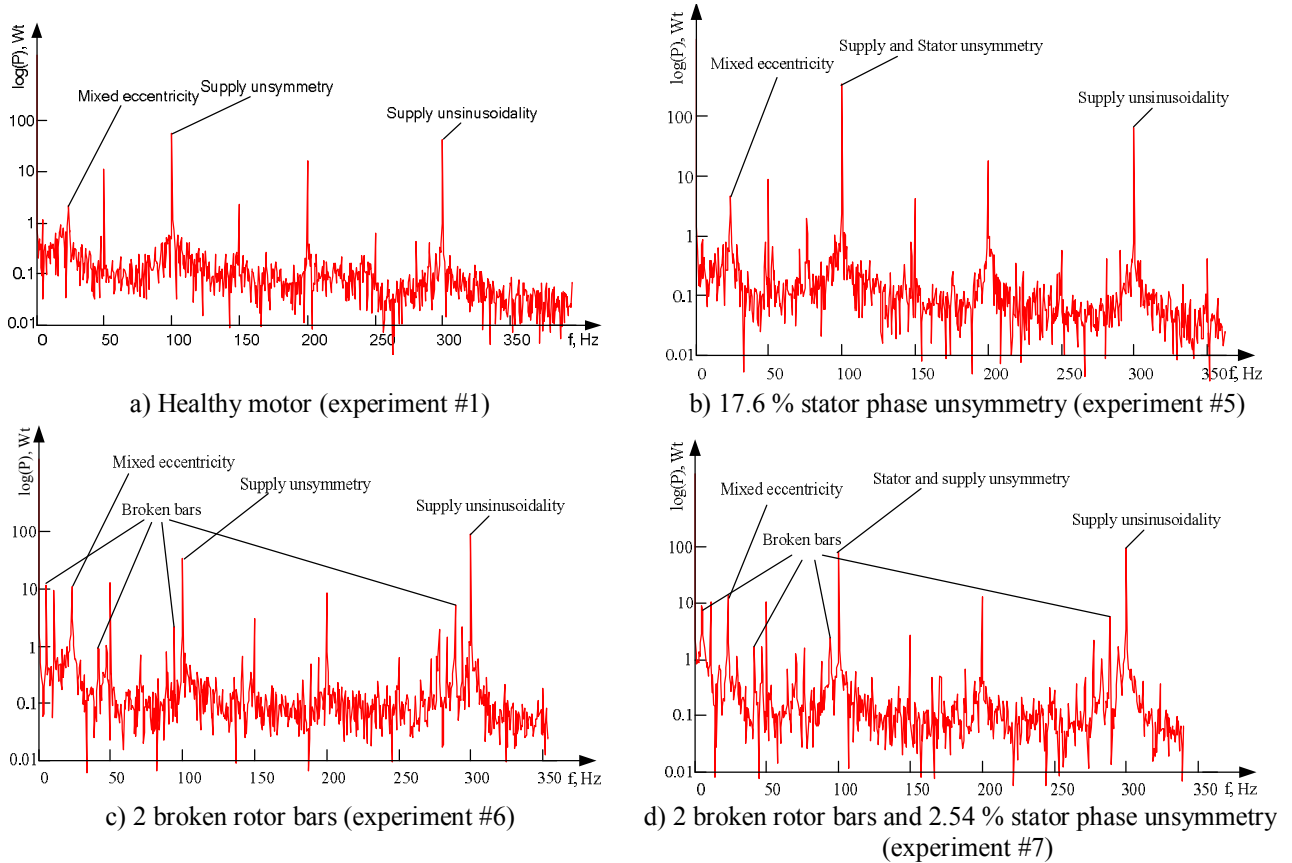 log(P), Wt
Mixed eccentricity
Supply unsymmetry
Supply unsinusoidality
100
10
1
0.1
0.01
0 50 100 150 200 250 300 350 f, Hz
a) Healthy motor (experiment #1)
log(P), Wt
Mixed eccentricity
Supply and Stator unsymmetry
Supply unsinusoidality
100
10
1
0.1
0.01
0 50 100 150 200 250 300 350 f, Hz
b) 17.6 % stator phase unsymmetry (experiment #5)
log(P), Wt
Mixed eccentricity
Supply unsymmetry
Broken bars
Supply unsinusoidality
100
10
1
0.1
0.01
0 50 100 150 200 250 300 350 f, Hz
c) 2 broken rotor bars (experiment #6)
log(P), Wt
Stator and supply unsymmetry
Mixed eccentricity
Supply unsinusoidality
Broken bars
100
10
1
0.1
0.01
0 50 100 150 200 250 300 350 f, Hz
d) 2 broken rotor bars and 2.54 % stator phase unsymmetry
(experiment #7)